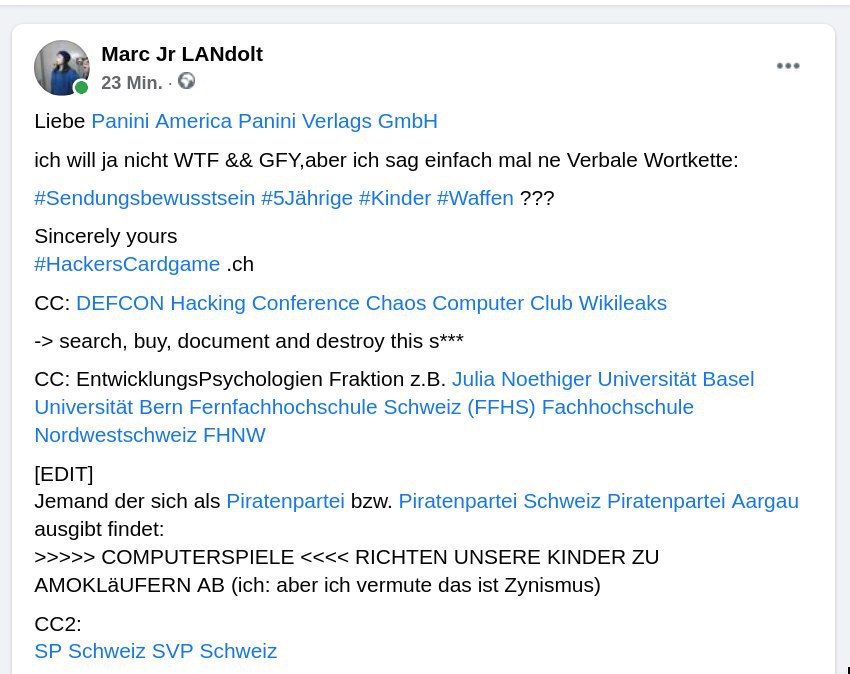 Marc Jr LANdolt
23 Min. ·
Liebe Panini America Panini Verlags GmbH
ich will ja nicht WTF && GFY,aber ich sag einfach mal ne Verbale Wortkette:
#Sendungsbewusstsein #5Jährige #Kinder #Waffen ???
Sincerely yours
#HackersCardgame .ch
CC: DEFCON Hacking Conference Chaos Computer Club Wikileaks
-> search, buy, document and destroy this s***
CC: EntwicklungsPsychologien Fraktion z.B. Julia Noethiger Universität Basel
Universität Bern Fernfachhochschule Schweiz (FFHS) Fachhochschule
Nordwestschweiz FHNW
[EDIT]
Jemand der sich als Piratenpartei bzw. Piratenpartei Schweiz Piratenpartei Aargau
ausgibt findet:
>>>>> COMPUTERSPIELE <<<< RICHTEN UNSERE KINDER ZU
AMOKLäUFERN AB (ich: aber ich vermute das ist Zynismus)
CC2:
SP Schweiz SVP Schweiz